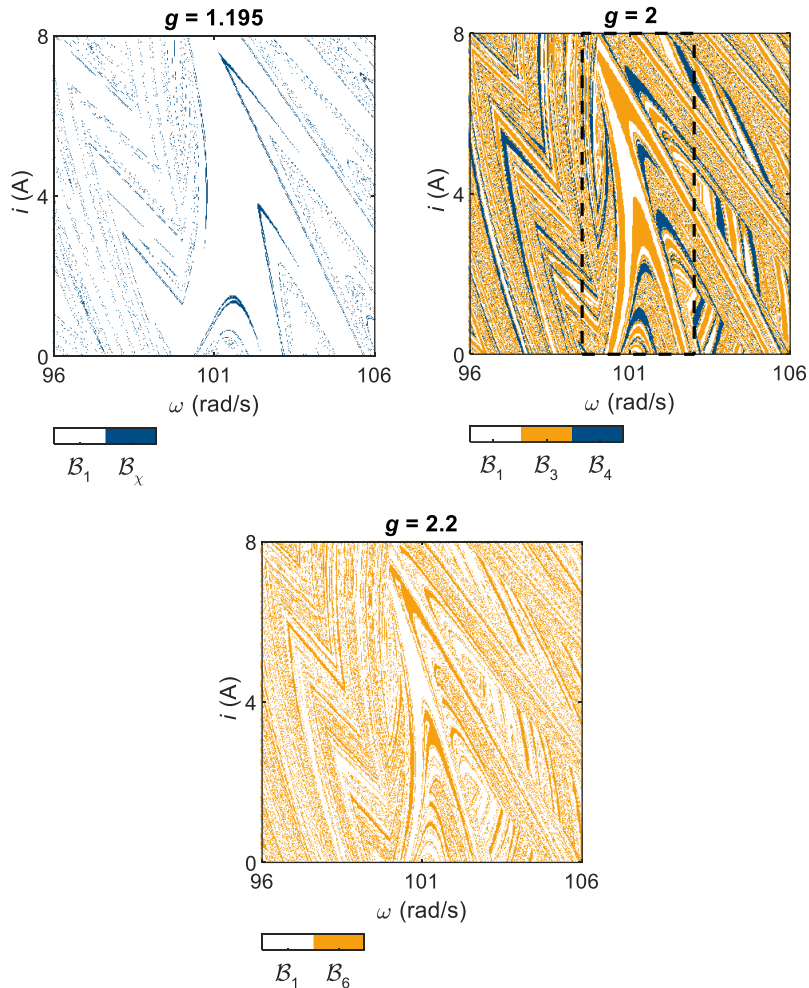 g = 1.195
8
4
0
i (A)
96
101
106
ω (rad/s)
B₁
Bᵪ
g = 2
8
4
0
i (A)
96
101
106
ω (rad/s)
B₁
B₃
B₄
g = 2.2
8
4
0
i (A)
96
101
106
ω (rad/s)
B₁
B₆